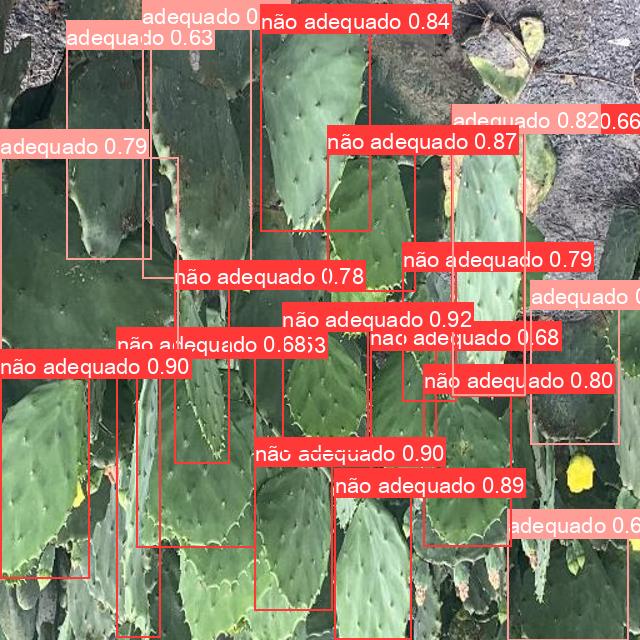 adequado 0
não adequado 0.84
adequado 0.63
adequado 0.82
0.66
não adequado 0.87
adequado 0.79
não adequado 0.79
não adequado 0.78
adequado 0
não adequado 0.92
não adequado 0.68
não adequado 0.68
não adequado 0.90
não adequado 0.80
não adequado 0.90
não adequado 0.89
adequado 0.6